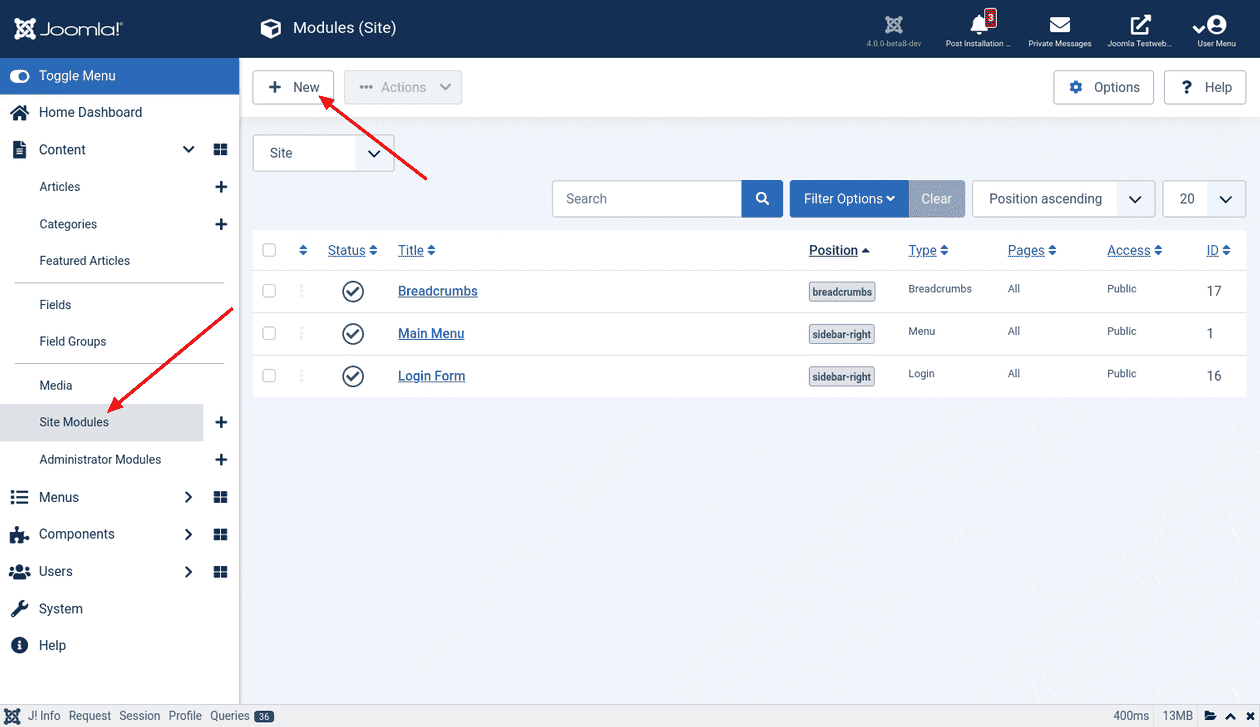 Joomla!
Modules (Site)
4.0.0-beta8-dev
3
Post Installation ...
Private Messages
Joomla Testweb...
User Menu
Toggle Menu
Home Dashboard
Content
Articles
Categories
Featured Articles
Fields
Field Groups
Media
Site Modules
Administrator Modules
Menus
Components
Users
System
Help
New
Actions
Options
? Help
Site
Search
Filter Options
Clear
Position ascending
20
Status Title Position Type Pages Access ID
Breadcrumbs breadcrumbs Breadcrumbs All Public 17
Main Menu sidebar-right Menu All Public 1
Login Form sidebar-right Login All Public 16
J! Info Request Session Profile Queries 36 400ms 13MB